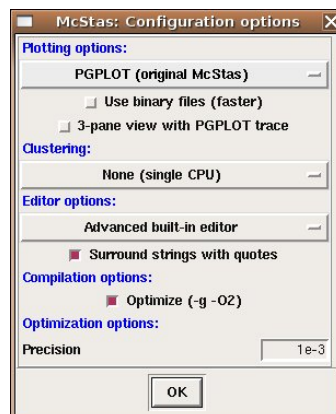 McStas: Configuration options
Plotting options:
PGPLOT (original McStas)
Use binary files (faster)
3-pane view with PGPLOT trace
Clustering:
None (single CPU)
Editor options:
Advanced built-in editor
Surround strings with quotes
Compilation options:
Optimize (-g -O2)
Optimization options:
Precision 1e-3
OK